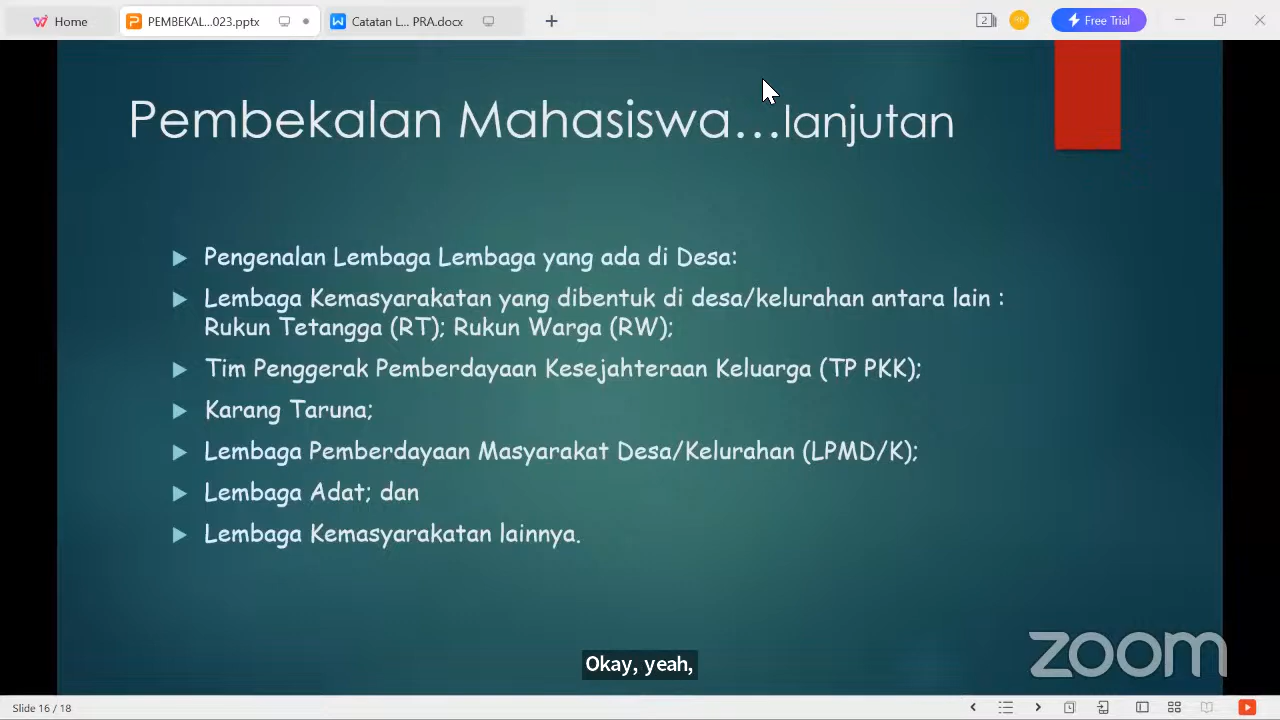 Home
PEMBEKAL...023.pptx
Catatan L... PRA.docx
2
Free Trial
Pembekalan Mahasiswa...lanjutan
Pengenalan Lembaga Lembaga yang ada di Desa:
Lembaga Kemasyarakatan yang dibentuk di desa/kelurahan antara lain :
Rukun Tetangga (RT); Rukun Warga (RW);
Tim Penggerak Pemberdayaan Kesejahteraan Keluarga (TP PKK);
Karang Taruna;
Lembaga Pemberdayaan Masyarakat Desa/Kelurahan (LPMD/K);
Lembaga Adat; dan
Lembaga Kemasyarakatan lainnya.
Okay, yeah,
zoom
Slide 16 / 18